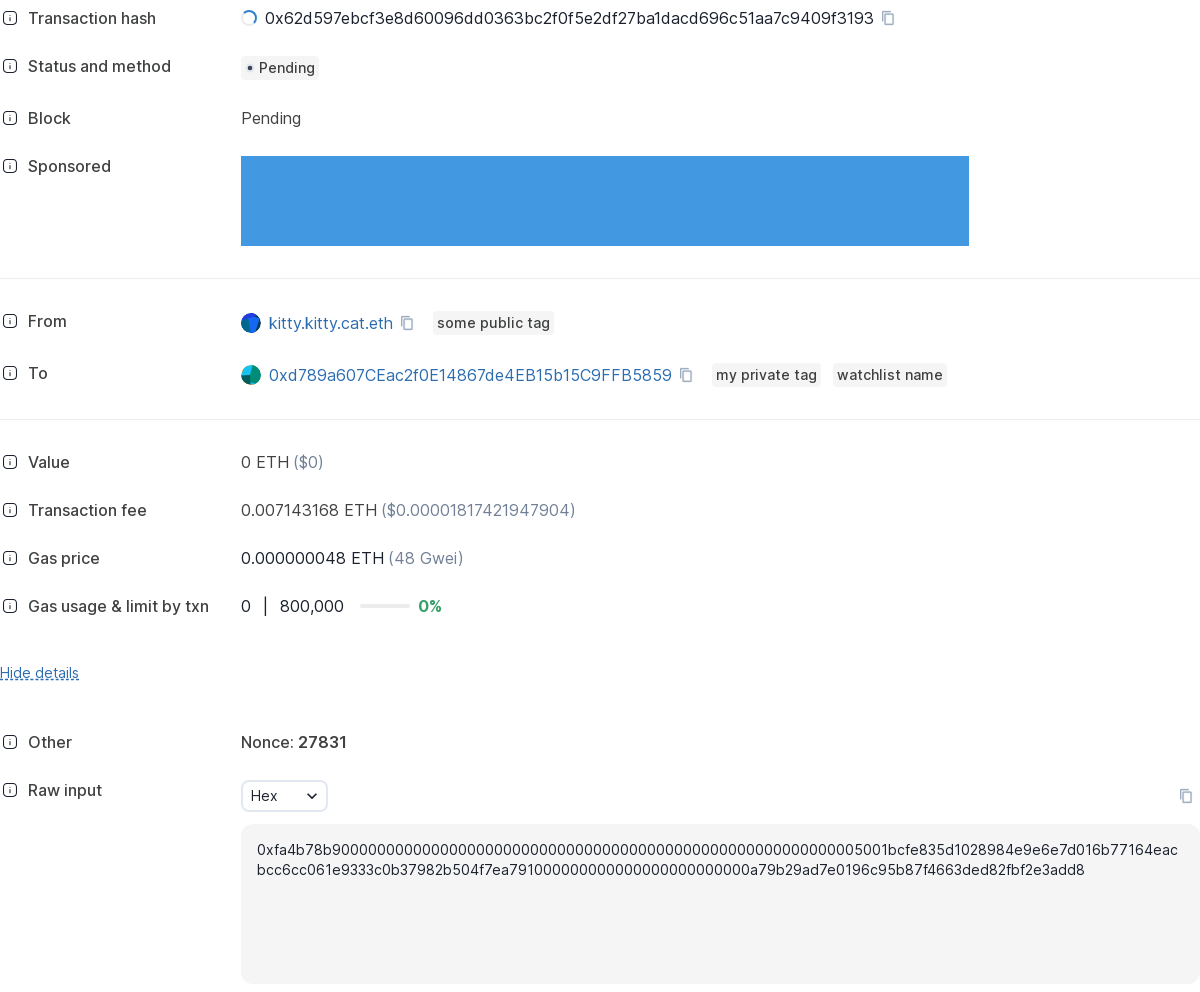 Transaction hash 0x62d597ebcf3e8d60096dd0363bc2f0f5e2df27ba1dacd696c51aa7c9409f3193
Status and method Pending
Block Pending
Sponsored
From kitty.kitty.cat.eth some public tag
To 0xd789a607CEac2f0E14867de4EB15b15C9FFB5859 my private tag watchlist name
Value 0 ETH ($0)
Transaction fee 0.007143168 ETH ($0.00001817421947904)
Gas price 0.000000048 ETH (48 Gwei)
Gas usage & limit by txn 0 | 800,000 0%
Hide details
Other Nonce: 27831
Raw input Hex
0xfa4b78b90000000000000000000000000000000000000000000000000000000005001bcfe835d1028984e9e6e7d016b77164eac
bcc6cc061e9333c0b37982b504f7ea791000000000000000000000000a79b29ad7e0196c95b87f4663ded82fbf2e3add8